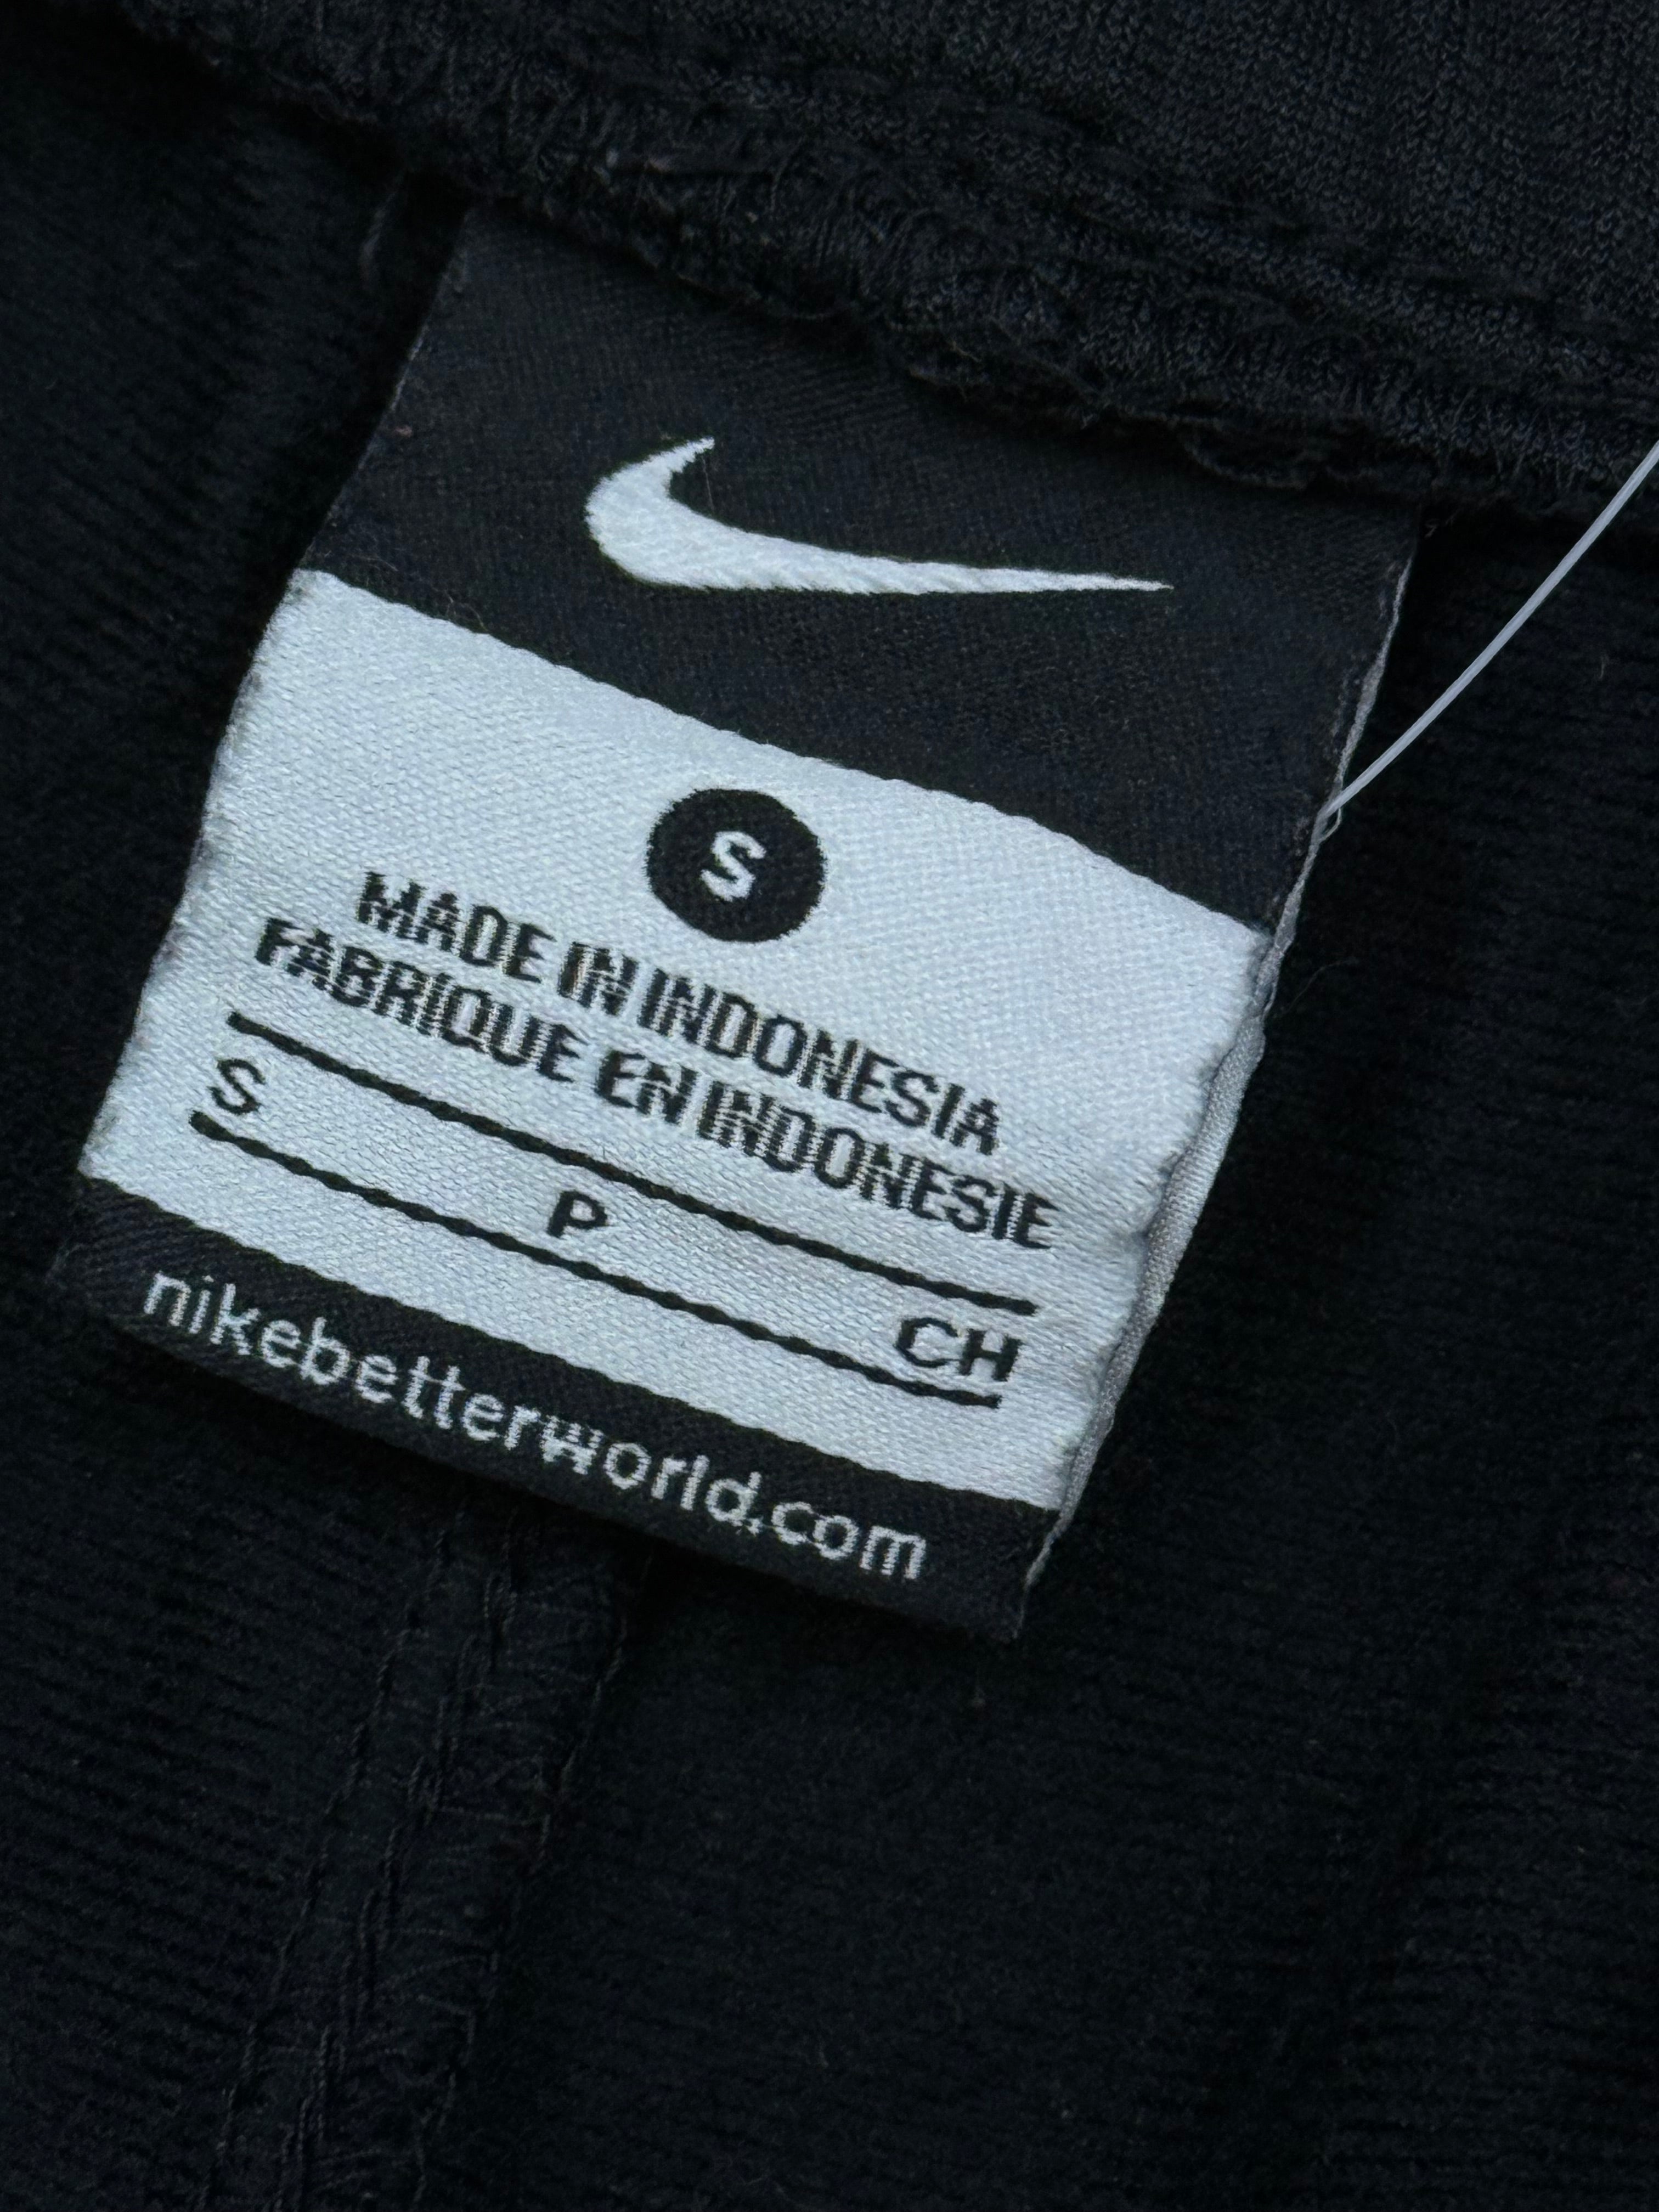 S
MADE IN INDONESIA
FABRIQUE EN INDONESIE
S P CH
nikebetterworld.com